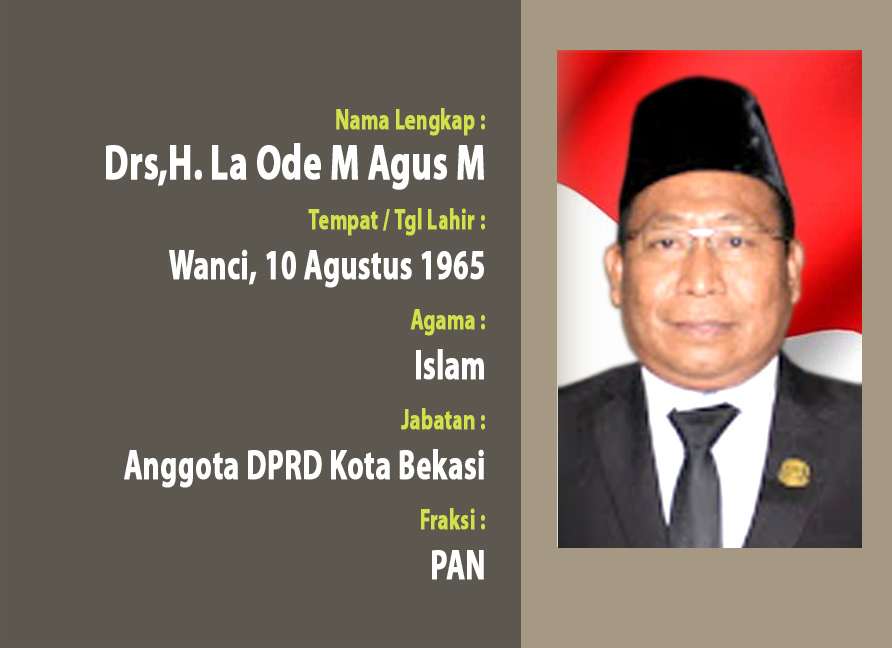 Nama Lengkap :
Drs,H. La Ode M Agus M
Tempat / Tgl Lahir :
Wanci, 10 Agustus 1965
Agama :
Islam
Jabatan :
Anggota DPRD Kota Bekasi
Fraksi :
PAN